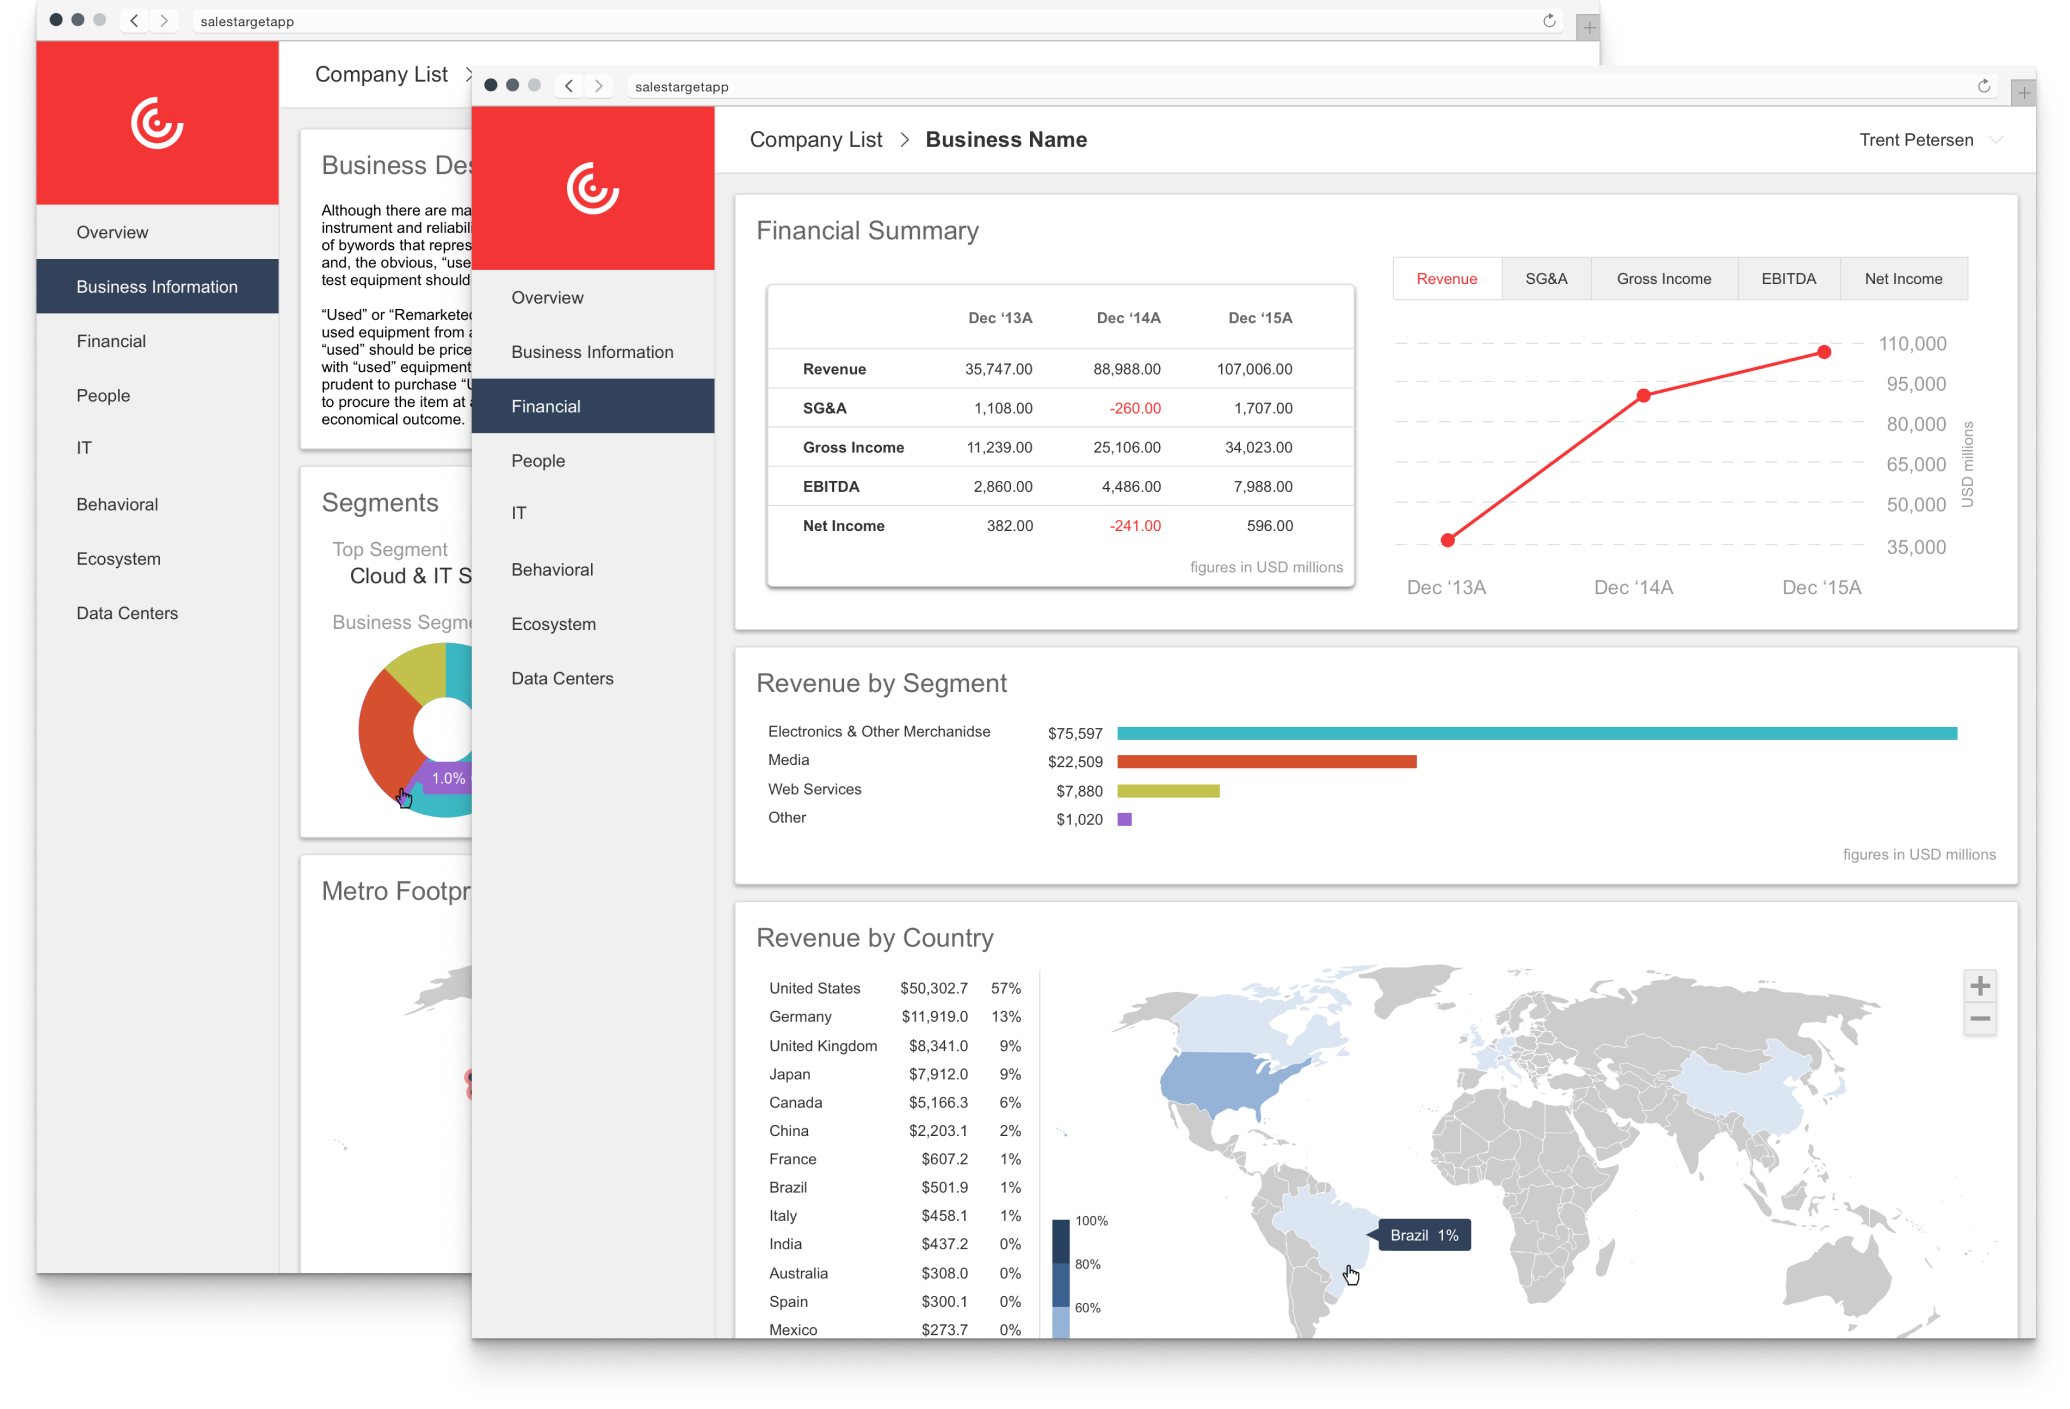 salestargetapp
Company List >
Overview
Business Information
Financial
People
IT
Behavioral
Ecosystem
Data Centers
Business Des
Although there are ma
instrument and reliabili
of bywords that repres
and, the obvious, “use
test equipment should
“Used” or “Remarketed
used equipment from a
“used” should be price
with “used” equipment
prudent to purchase “U
to procure the item at a
economical outcome.
Segments
Top Segment
Cloud & IT S
Business Segme
1.0%
Metro Footpr
salestargetapp
Company List > Business Name
Trent Petersen
Overview
Business Information
Financial
People
IT
Behavioral
Ecosystem
Data Centers
Financial Summary
Dec ‘13A Dec ‘14A Dec ‘15A
Revenue 35,747.00 88,988.00 107,006.00
SG&A 1,108.00 -260.00 1,707.00
Gross Income 11,239.00 25,106.00 34,023.00
EBITDA 2,860.00 4,486.00 7,988.00
Net Income 382.00 -241.00 596.00
figures in USD millions
Revenue SG&A Gross Income EBITDA Net Income
110,000
95,000
80,000
65,000
50,000
35,000
USD millions
Dec ‘13A Dec ‘14A Dec ‘15A
Revenue by Segment
Electronics & Other Merchanidse $75,597
Media $22,509
Web Services $7,880
Other $1,020
figures in USD millions
Revenue by Country
United States $50,302.7 57%
Germany $11,919.0 13%
United Kingdom $8,341.0 9%
Japan $7,912.0 9%
Canada $5,166.3 6%
China $2,203.1 2%
France $607.2 1%
Brazil $501.9 1%
Italy $458.1 1%
India $437.2 0%
Australia $308.0 0%
Spain $300.1 0%
Mexico $273.7 0%
100%
80%
60%
Brazil 1%